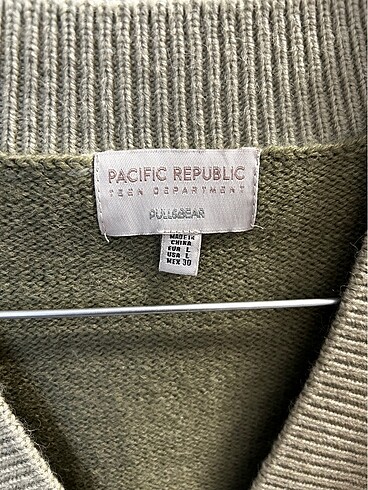 PACIFIC REPUBLIC
TEEN DEPARTMENT
PULL&BEAR
MADE IN
CHINA
EUR L
USA L
MEX 30